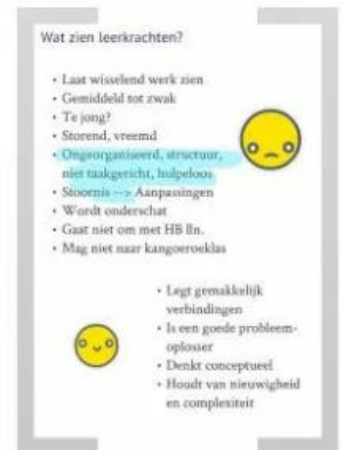 Wat zien leerkrachten?
• Laat wisselend werk zien
• Gemiddeld tot zwak
• Te jong?
• Storend, vreemd
• Ongeorganiseerd, structuur,
niet taakgericht, hulpeloos
• Stoornis --> Aanpassingen
• Wordt onderschat
• Gaat niet om met HB lln.
• Mag niet naar kangoeroeklas
• Legt gemakkelijk
verbindingen
• Is een goede probleem-
oplosser
• Denkt conceptueel
• Houdt van nieuwigheid
en complexiteit